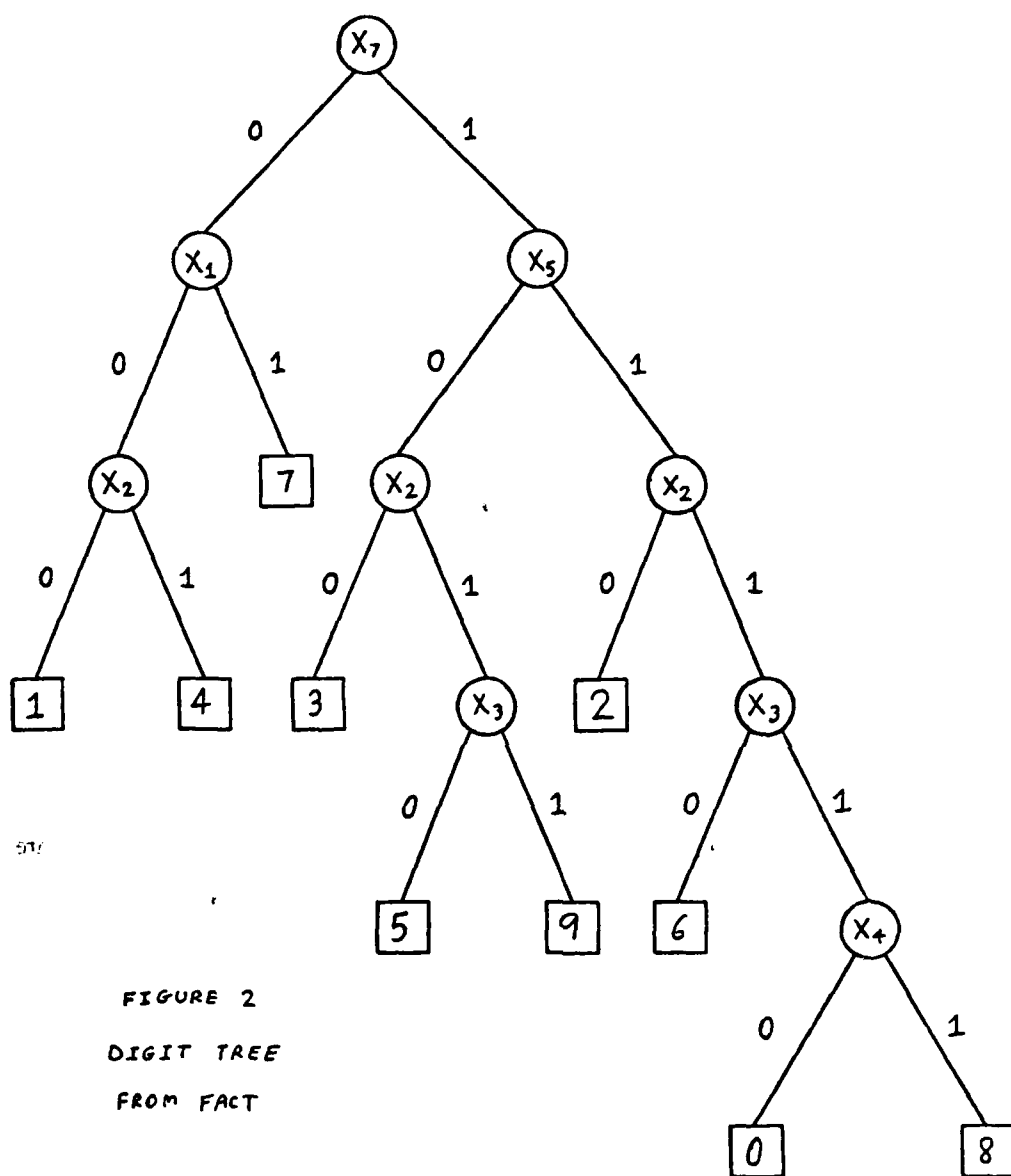 X₇
0 1
X₁ X₅
0 1 0 1
X₂ 7 X₂ X₂
0 1 0 1 0 1
1 4 3 X₃ 2 X₃
0 1 0 1
5 9 6 X₄
FIGURE 2
0 1
DIGIT TREE
FROM FACT
0 8